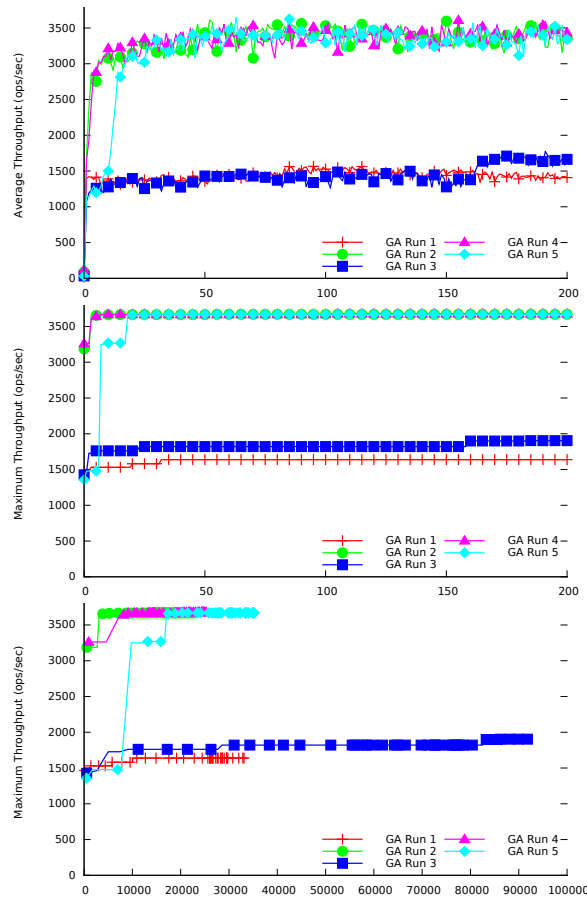 Average Throughput (ops/sec)
3500
3000
2500
2000
1500
1000
500
0
0 50 100 150 200
GA Run 1 GA Run 4
GA Run 2 GA Run 5
GA Run 3
Maximum Throughput (ops/sec)
3500
3000
2500
2000
1500
1000
500
0
0 50 100 150 200
GA Run 1 GA Run 4
GA Run 2 GA Run 5
GA Run 3
Maximum Throughput (ops/sec)
3500
3000
2500
2000
1500
1000
500
0
0 10000 20000 30000 40000 50000 60000 70000 80000 90000 100000
GA Run 1 GA Run 4
GA Run 2 GA Run 5
GA Run 3